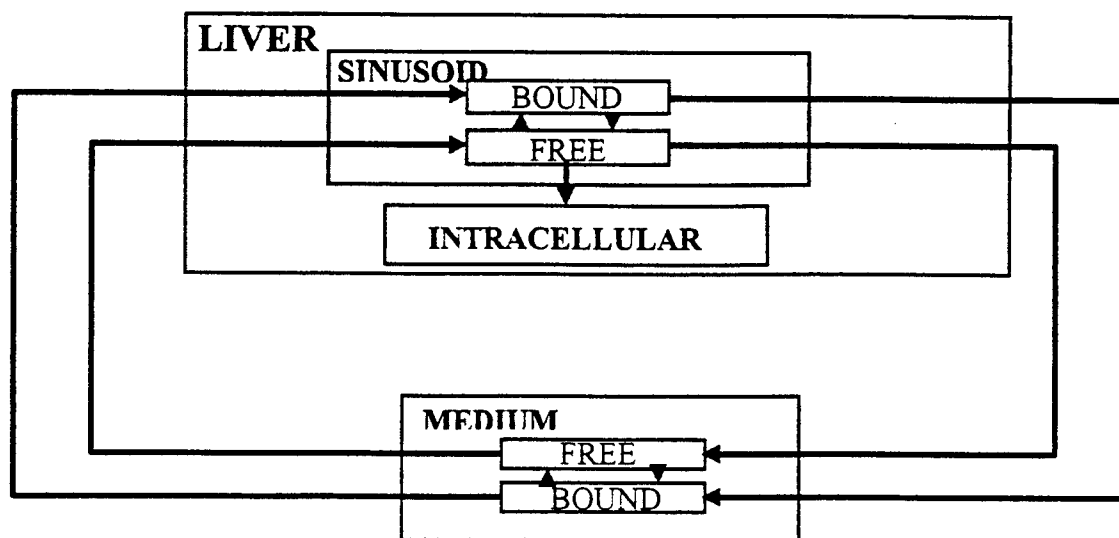 LIVER
SINUSOID
BOUND
FREE
INTRACELLULAR
MEDIUM
FREE
BOUND